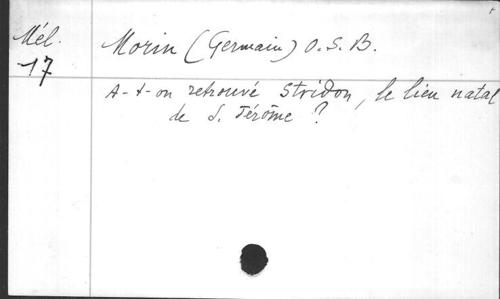 Mél.
17
Morin (Germain) O. S. B.
A-t-on retrouvé Stridon, le lieu natal
de S. Jérôme ?